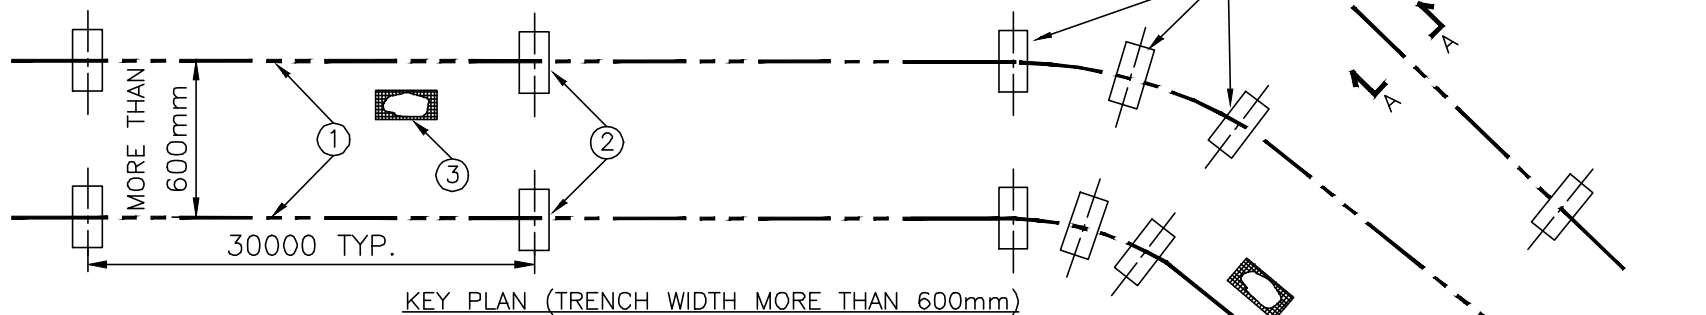 MORE THAN
600mm
1
3
2
A
A
30000 TYP.
KEY PLAN (TRENCH WIDTH MORE THAN 600mm)